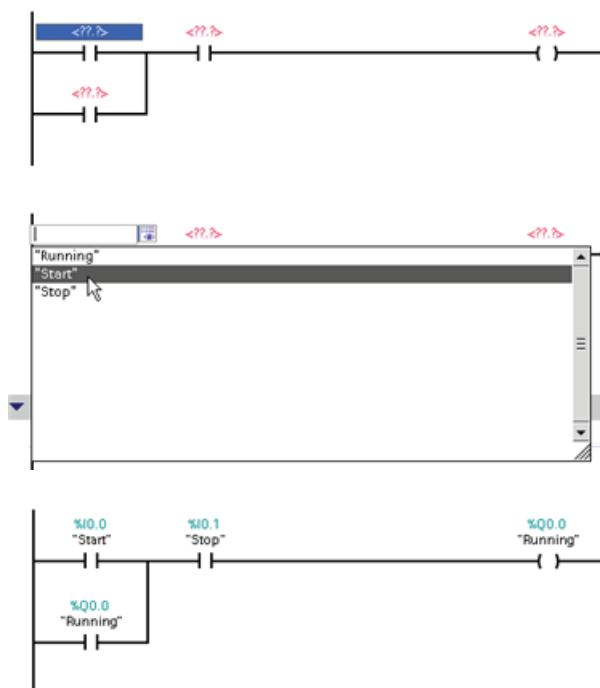 <??.?>
<??.?>
<??.?>
<??.?>
<??.?>
<??.?>
"Running"
"Start"
"Stop"
%I0.0
"Start"
%I0.1
"Stop"
%Q0.0
"Running"
%Q0.0
"Running"